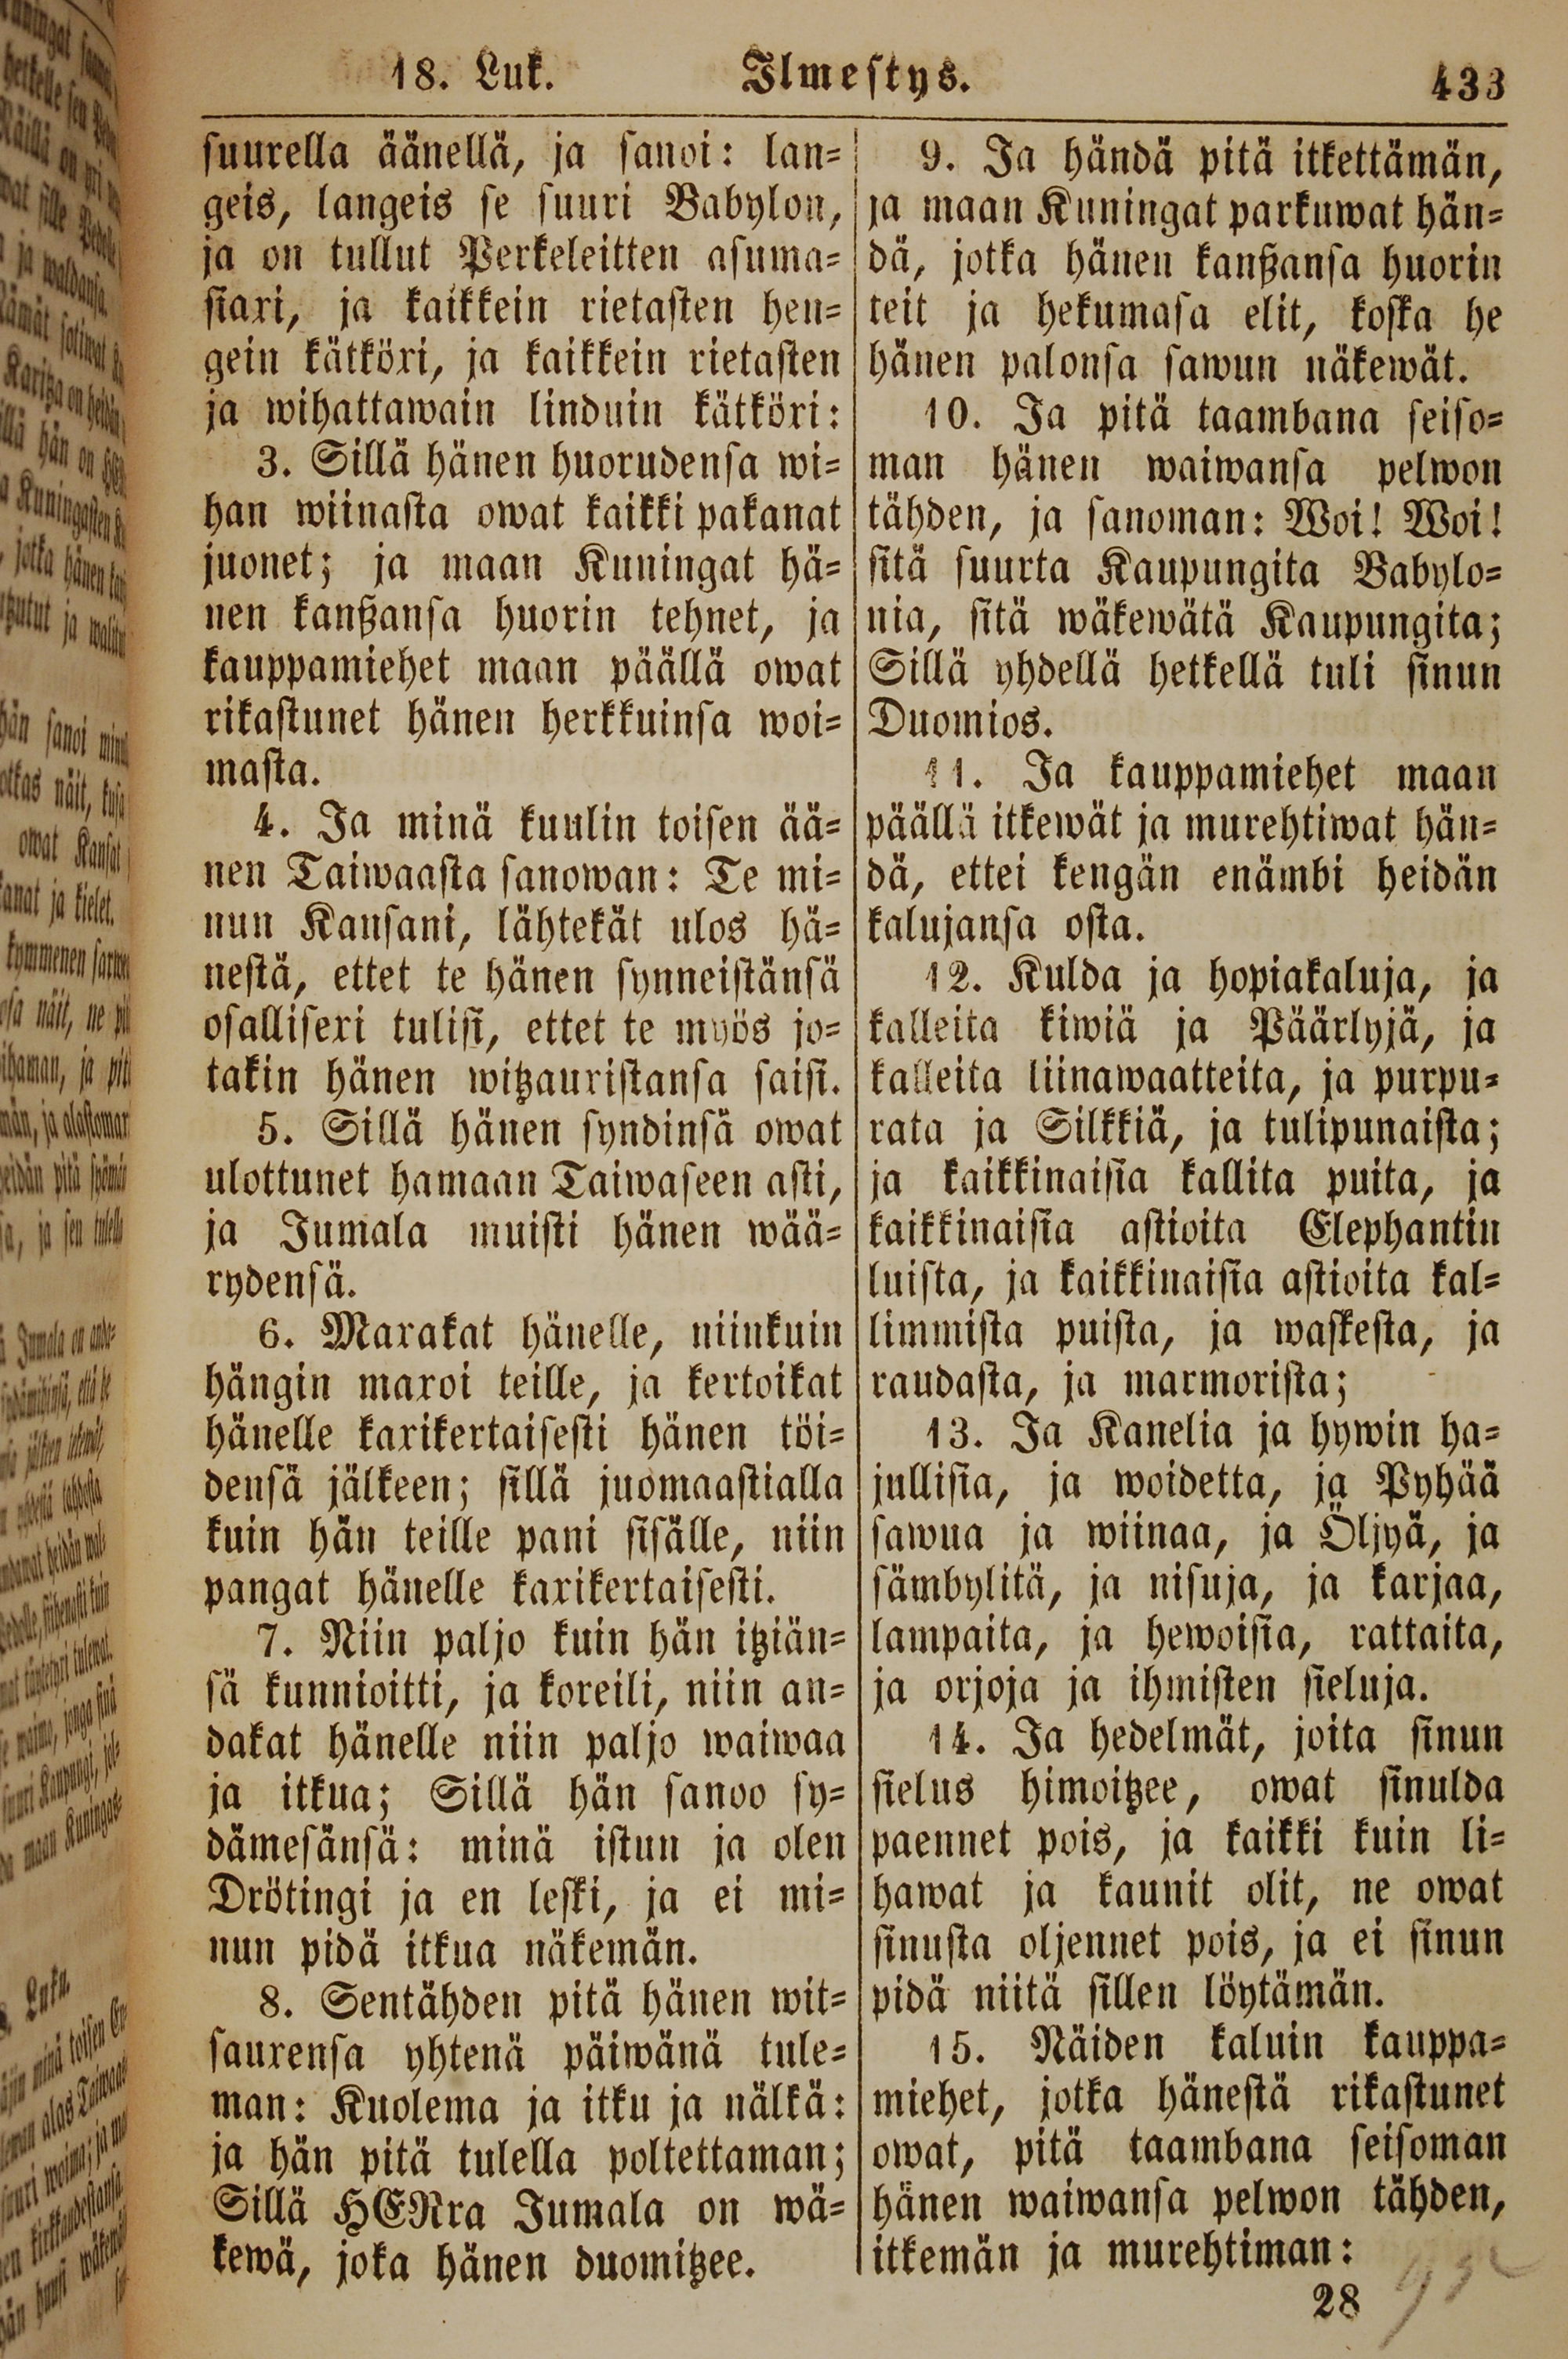 18. Luk. Ilmestys. 433
suurella äänellä, ja sanoi: lan=
geis, langeis se suuri Babylon,
ja on tullut Perkeleitten asuma=
siaxi, ja kaikkein rietasten hen=
gein kätköxi, ja kaikkein rietasten
ja wihattawain linduin kätköxi:
3. Sillä hänen huorudensa wi=
han wiinasta owat kaikki pakanat
juonet; ja maan Kuningat hä=
nen kanßansa huorin tehnet, ja
kauppamiehet maan päällä owat
rikastunet hänen herkkuinsa woi=
masta.
4. Ja minä kuulin toisen ää=
nen Taiwaasta sanowan: Te mi=
nun Kansani, lähtekät ulos hä=
nestä, ettet te hänen synneistänsä
osallisexi tulisi, ettet te myös jo=
takin hänen witzauxistansa saisi.
5. Sillä hänen syndinsä owat
ulottunet hamaan Taiwaseen asti,
ja Jumala muisti hänen wää=
rydensä.
6. Maxakat hänelle, niinkuin
hängin maxoi teille, ja kertoikat
hänelle kaxikertaisesti hänen töi=
densä jälkeen; sillä juomaastialla
kuin hän teille pani sisälle, niin
pangat hänelle kaxikertaisesti.
7. Niin paljo kuin hän itziän=
sä kunnioitti, ja koreili, niin an=
dakat hänelle niin paljo waiwaa
ja itkua; Sillä hän sanoo sy=
dämesänsä: minä istun ja olen
Drötingi ja en leski, ja ei mi=
nun pidä itkua näkemän.
8. Sentähden pitä hänen wit=
sauxensa yhtenä päiwänä tule=
man: Kuolema ja itku ja nälkä:
ja hän pitä tulella poltettaman;
Sillä HERra Jumala on wä=
kewä, joka hänen duomitzee.
9. Ja händä pitä itkettämän,
ja maan Kuningat parkuwat hän=
dä, jotka hänen kanßansa huorin
teit ja hekumasa elit, koska he
hänen palonsa sawun näkewät.
10. Ja pitä taambana seiso=
man hänen waiwansa pelwon
tähden, ja sanoman: Woi! Woi!
sitä suurta Kaupungita Babylo=
nia, sitä wäkewätä Kaupungita;
Sillä yhdellä hetkellä tuli sinun
Duomios.
11. Ja kauppamiehet maan
päällä itkewät ja murehtiwat hän=
dä, ettei kengän enämbi heidän
kalujansa osta.
12. Kulda ja hopiakaluja, ja
kalleita kiwiä ja Päärlyjä, ja
kalleita liinawaatteita, ja purpu=
rata ja Silkkiä, ja tulipunaista;
ja kaikkinaisia kallita puita, ja
kaikkinaisia astioita Elephantin
luista, ja kaikkinaisia astioita kal=
limmista puista, ja waskesta, ja
raudasta, ja marmorista;
13. Ja Kanelia ja hywin ha=
jullisia, ja woidetta, ja Pyhää
sawua ja wiinaa, ja Öljyä, ja
sämbylitä, ja nisuja, ja karjaa,
lampaita, ja hewoisia, rattaita,
ja orjoja ja ihmisten sieluja.
14. Ja hedelmät, joita sinun
sielus himoitzee, owat sinulda
paennet pois, ja kaikki kuin li=
hawat ja kaunit olit, ne owat
sinusta oljennet pois, ja ei sinun
pidä niitä sillen löytämän.
15. Näiden kaluin kauppa=
miehet, jotka hänestä rikastunet
owat, pitä taambana seisoman
hänen waiwansa pelwon tähden,
itkemän ja murehtiman:
28